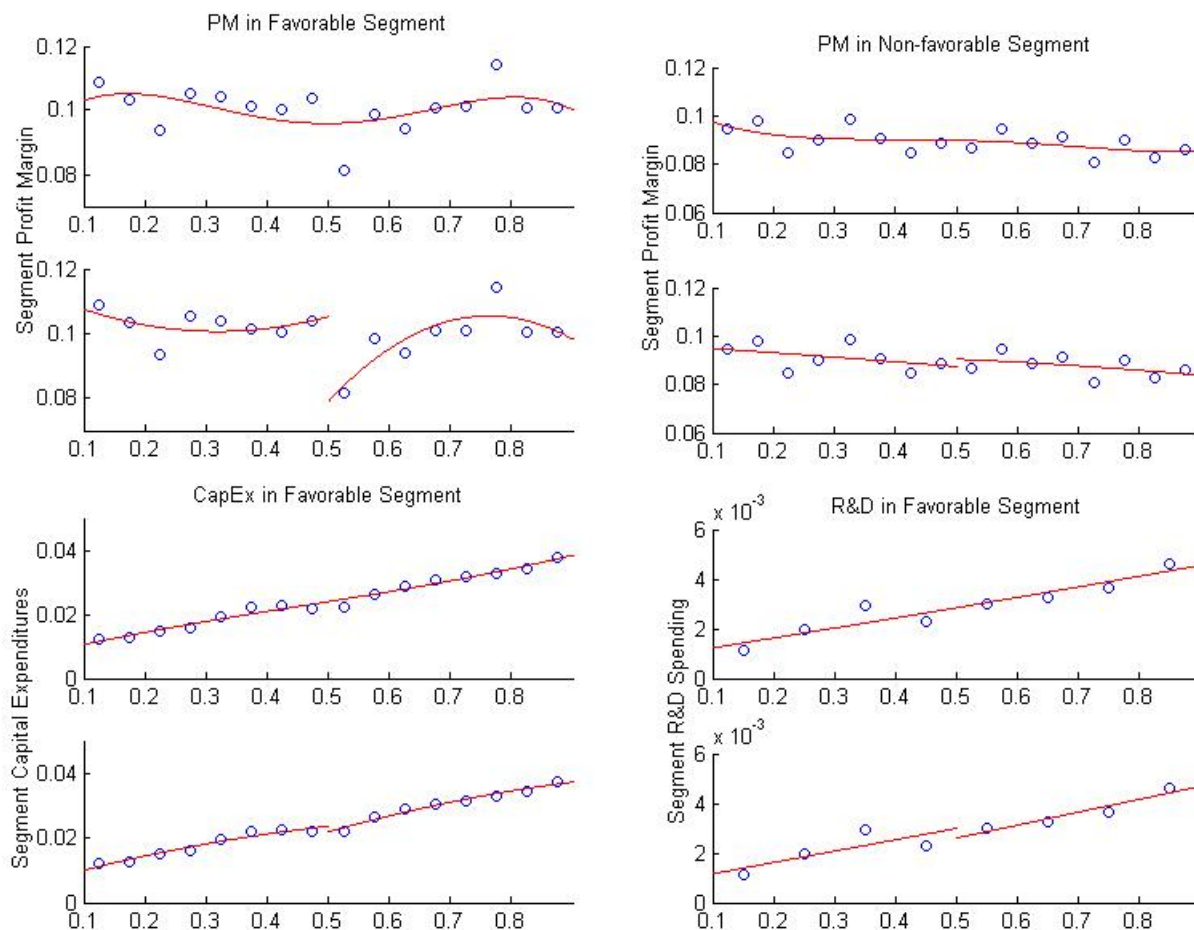 PM in Favorable Segment
0.12
0.1
0.08
0.1 0.2 0.3 0.4 0.5 0.6 0.7 0.8
0.12
0.1
0.08
0.1 0.2 0.3 0.4 0.5 0.6 0.7 0.8
Segment Profit Margin
PM in Non-favorable Segment
0.12
0.1
0.08
0.06
0.1 0.2 0.3 0.4 0.5 0.6 0.7 0.8
0.12
0.1
0.08
0.06
0.1 0.2 0.3 0.4 0.5 0.6 0.7 0.8
Segment Profit Margin
CapEx in Favorable Segment
0.04
0.02
0
0.1 0.2 0.3 0.4 0.5 0.6 0.7 0.8
0.04
0.02
0
0.1 0.2 0.3 0.4 0.5 0.6 0.7 0.8
Segment Capital Expenditures
R&D in Favorable Segment
x 10⁻³
6
4
2
0
0.1 0.2 0.3 0.4 0.5 0.6 0.7 0.8
x 10⁻³
6
4
2
0
0.1 0.2 0.3 0.4 0.5 0.6 0.7 0.8
Segment R&D Spending